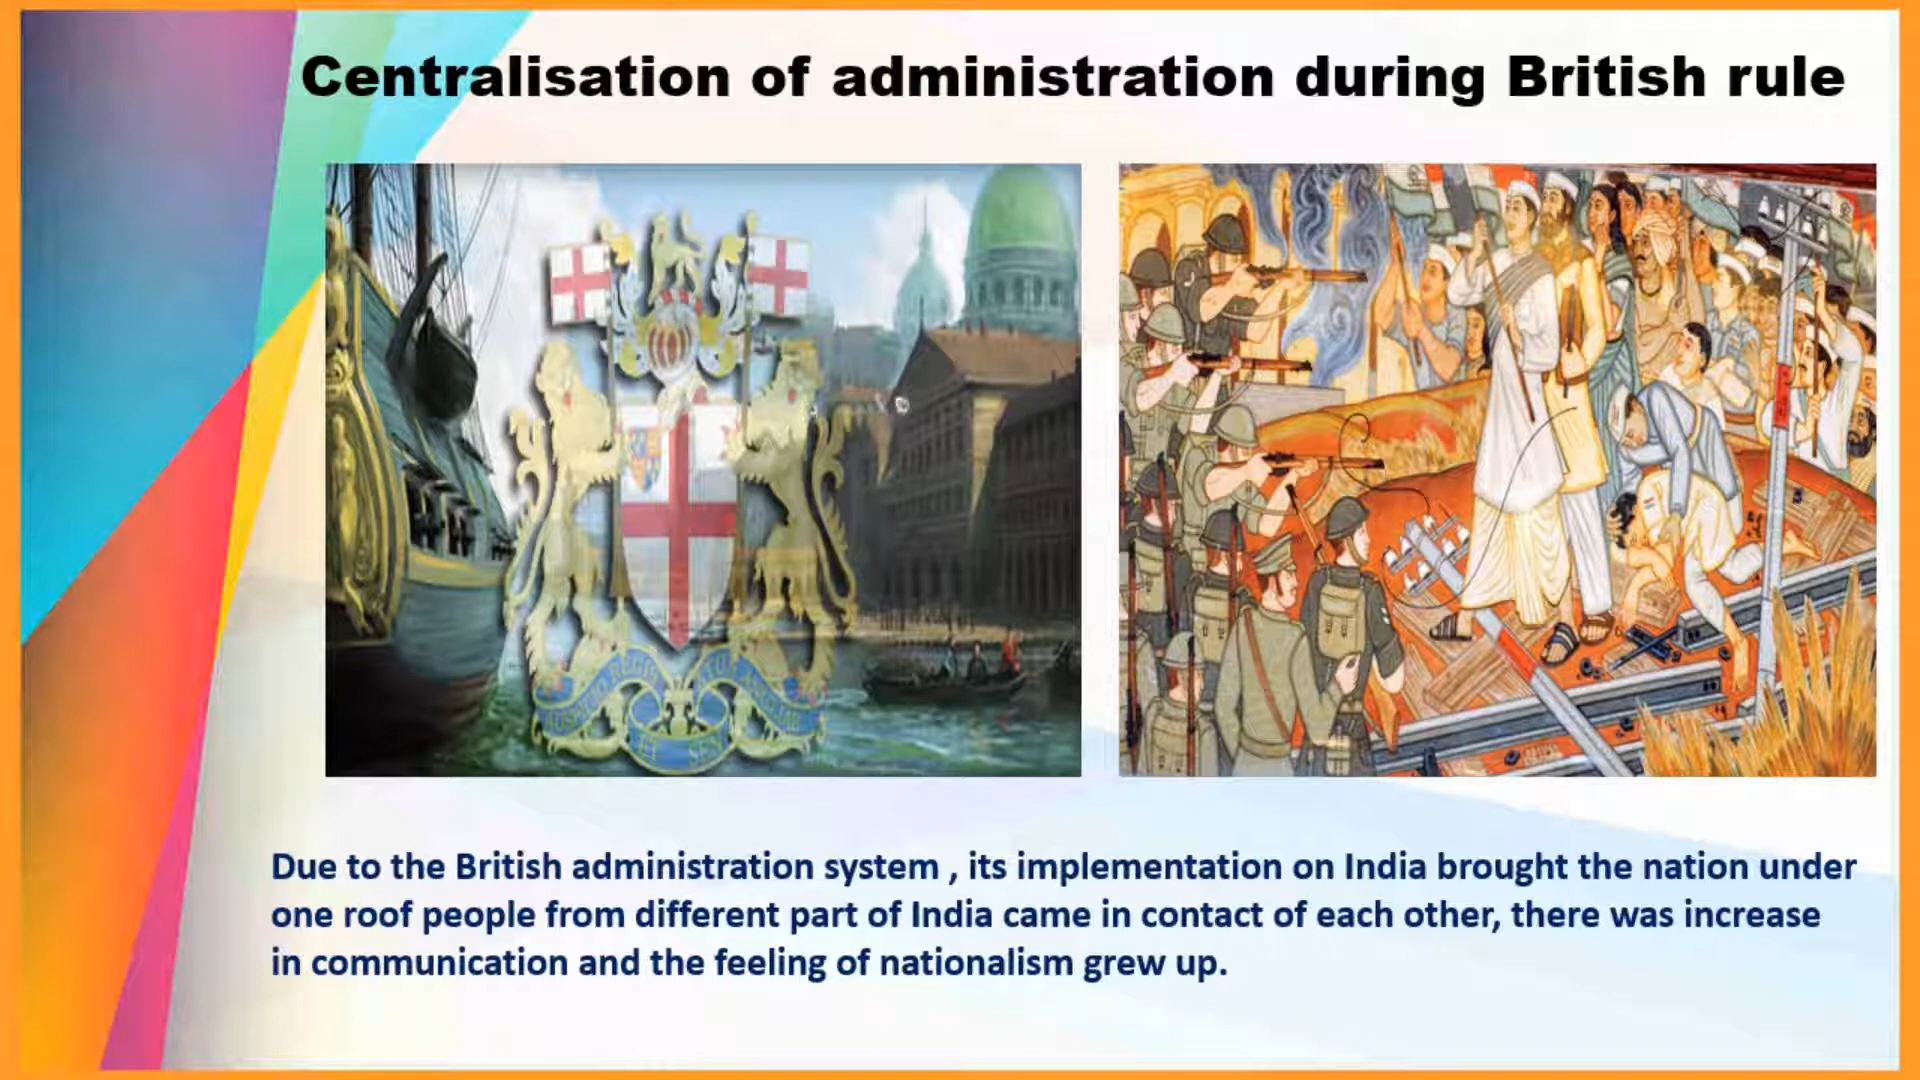 Centralisation of administration during British rule
Due to the British administration system , its implementation on India brought the nation under
one roof people from different part of India came in contact of each other, there was increase
in communication and the feeling of nationalism grew up.